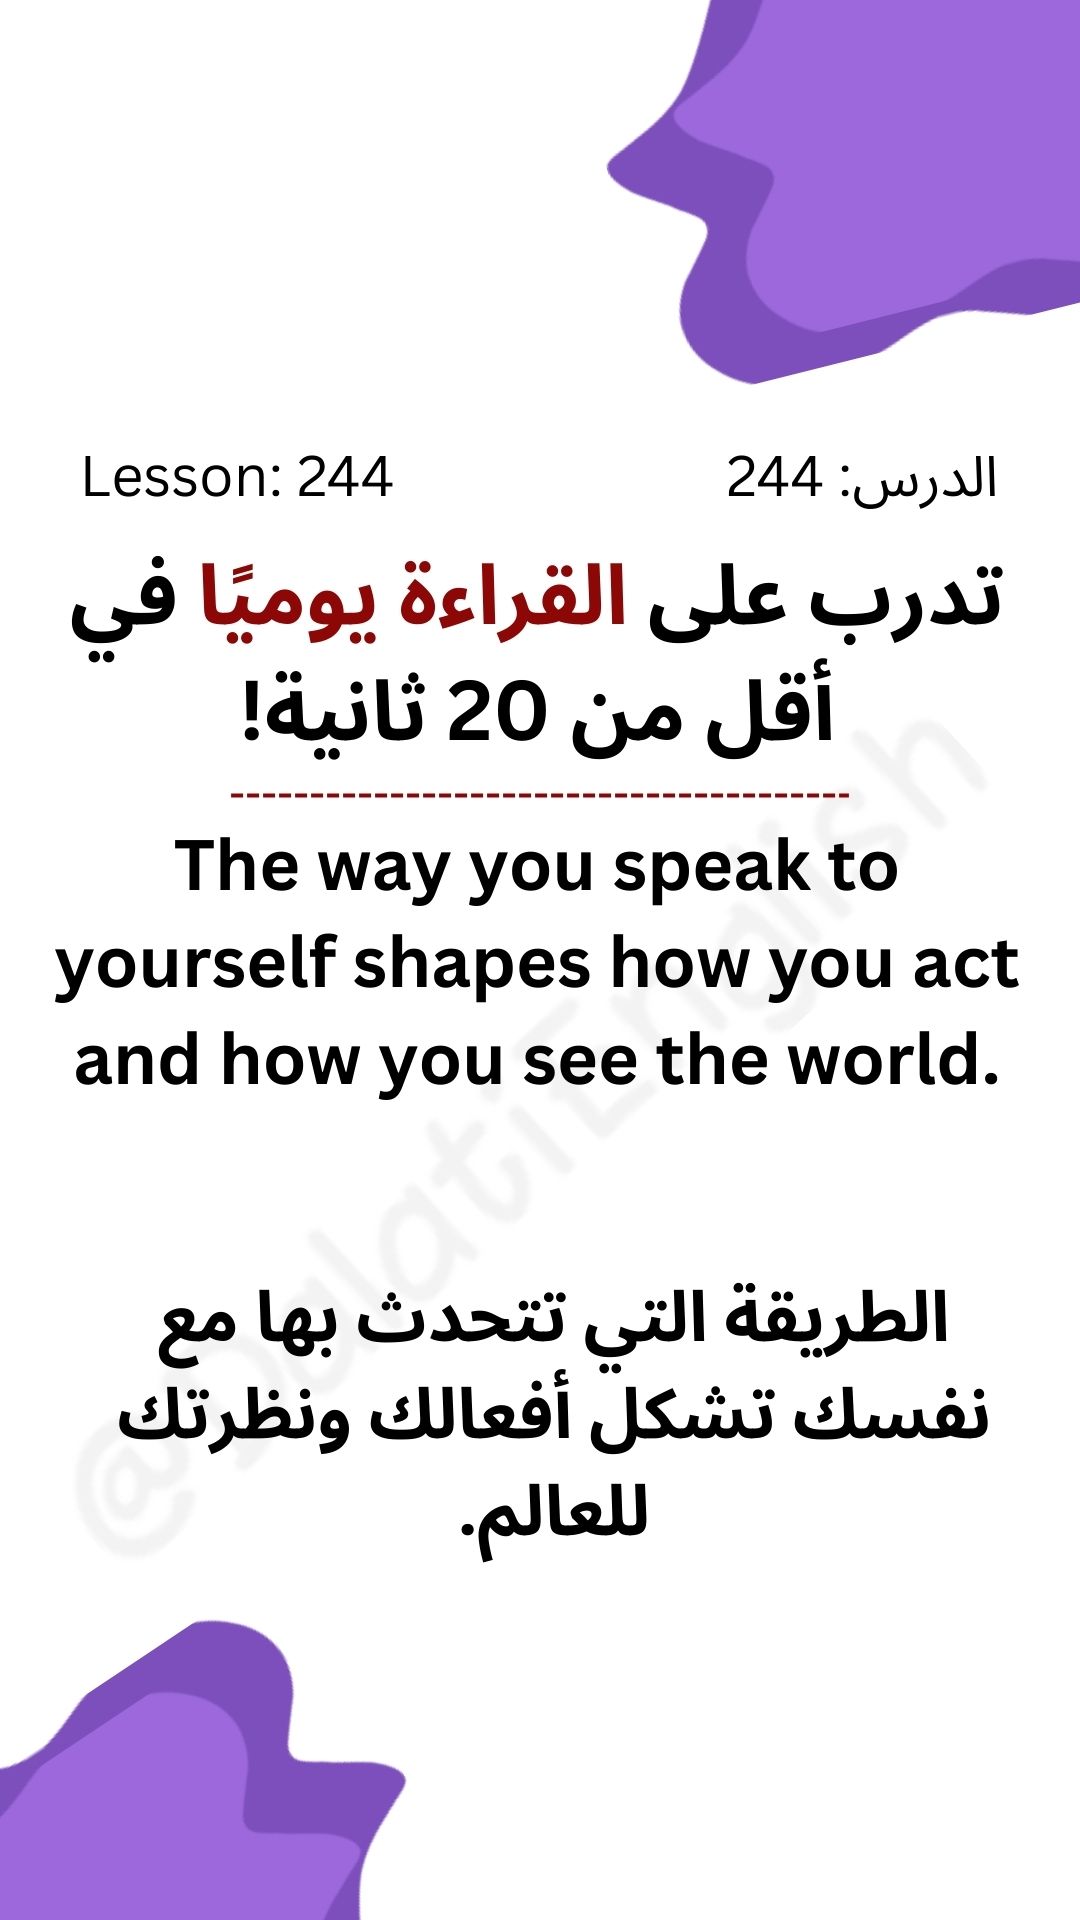 Lesson: 244
الدرس: 244
تدرب على القراءة يوميًا في
أقل من 20 ثانية!
--------------------------------------
The way you speak to
yourself shapes how you act
and how you see the world.
الطريقة التي تتحدث بها مع
نفسك تشكل أفعالك ونظرتك
للعالم.
@DalatiEnglish